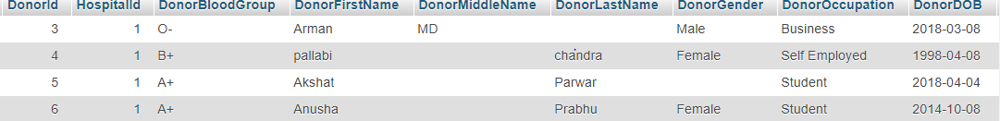 DonorId HospitalId DonorBloodGroup DonorFirstName DonorMiddleName DonorLastName DonorGender DonorOccupation DonorDOB
3 1 O- Arman MD Male Business 2018-03-08
4 1 B+ pallabi chandra Female Self Employed 1998-04-08
5 1 A+ Akshat Parwar Student 2018-04-04
6 1 A+ Anusha Prabhu Female Student 2014-10-08